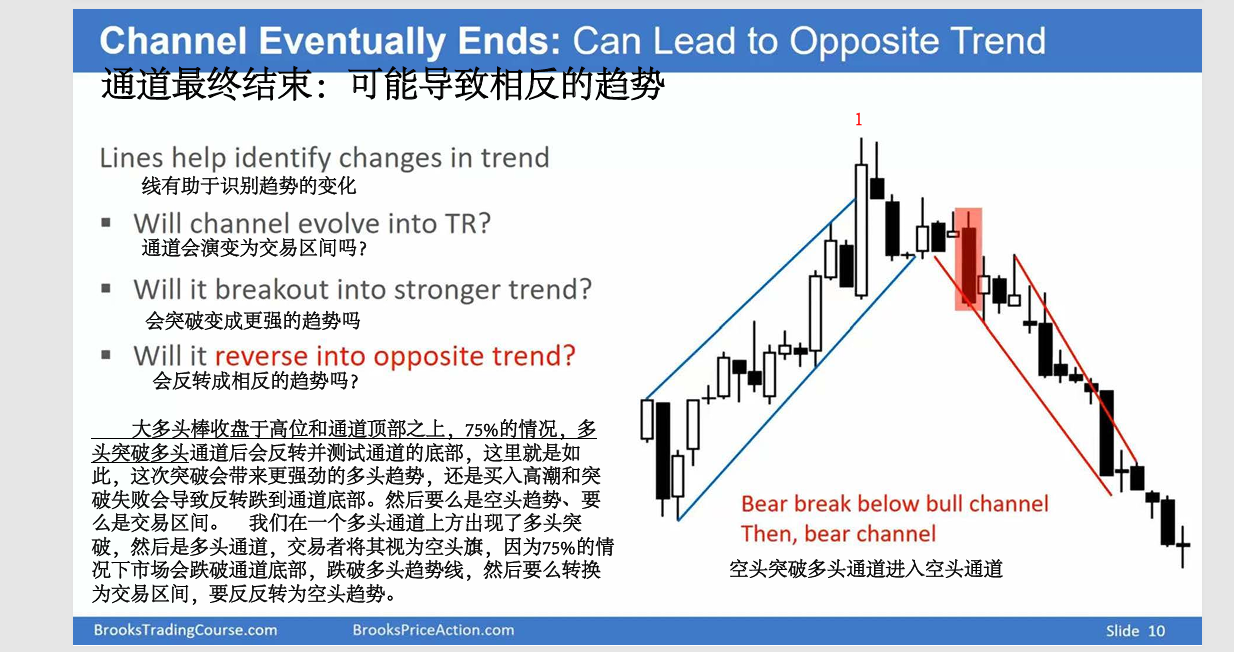 Channel Eventually Ends: Can Lead to Opposite Trend
通道最终结束：可能导致相反的趋势
1
Lines help identify changes in trend
线有助于识别趋势的变化
▪ Will channel evolve into TR?
通道会演变为交易区间吗?
▪ Will it breakout into stronger trend?
会突破变成更强的趋势吗
▪ Will it reverse into opposite trend?
会反转成相反的趋势吗?
大多头棒收盘于高位和通道顶部之上，75%的情况，多
头突破多头通道后会反转并测试通道的底部，这里就是如
此，这次突破会带来更强劲的多头趋势，还是买入高潮和突
破失败会导致反转跌到通道底部。然后要么是空头趋势、要
么是交易区间。 我们在一个多头通道上方出现了多头突
破，然后是多头通道，交易者将其视为空头旗，因为75%的情
况下市场会跌破通道底部，跌破多头趋势线，然后要么转换
为交易区间，要反反转为空头趋势。
Bear break below bull channel
Then, bear channel
空头突破多头通道进入空头通道
BrooksTradingCourse.com
BrooksPriceAction.com
Slide 10